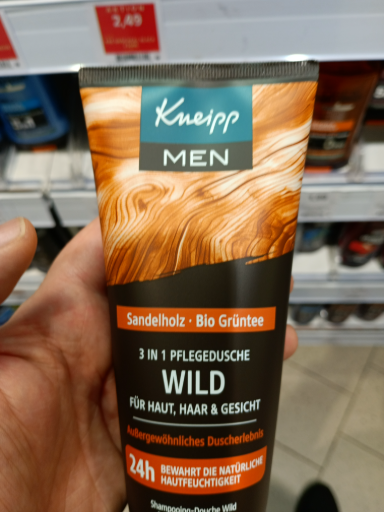 2,49
Kneipp
MEN
Sandelholz · Bio Grüntee
3 IN 1 PFLEGEDUSCHE
WILD
FÜR HAUT, HAAR & GESICHT
Außergewöhnliches Duscherlebnis
24h BEWAHRT DIE NATÜRLICHE
HAUTFEUCHTIGKEIT
Shampooing-Douche Wild